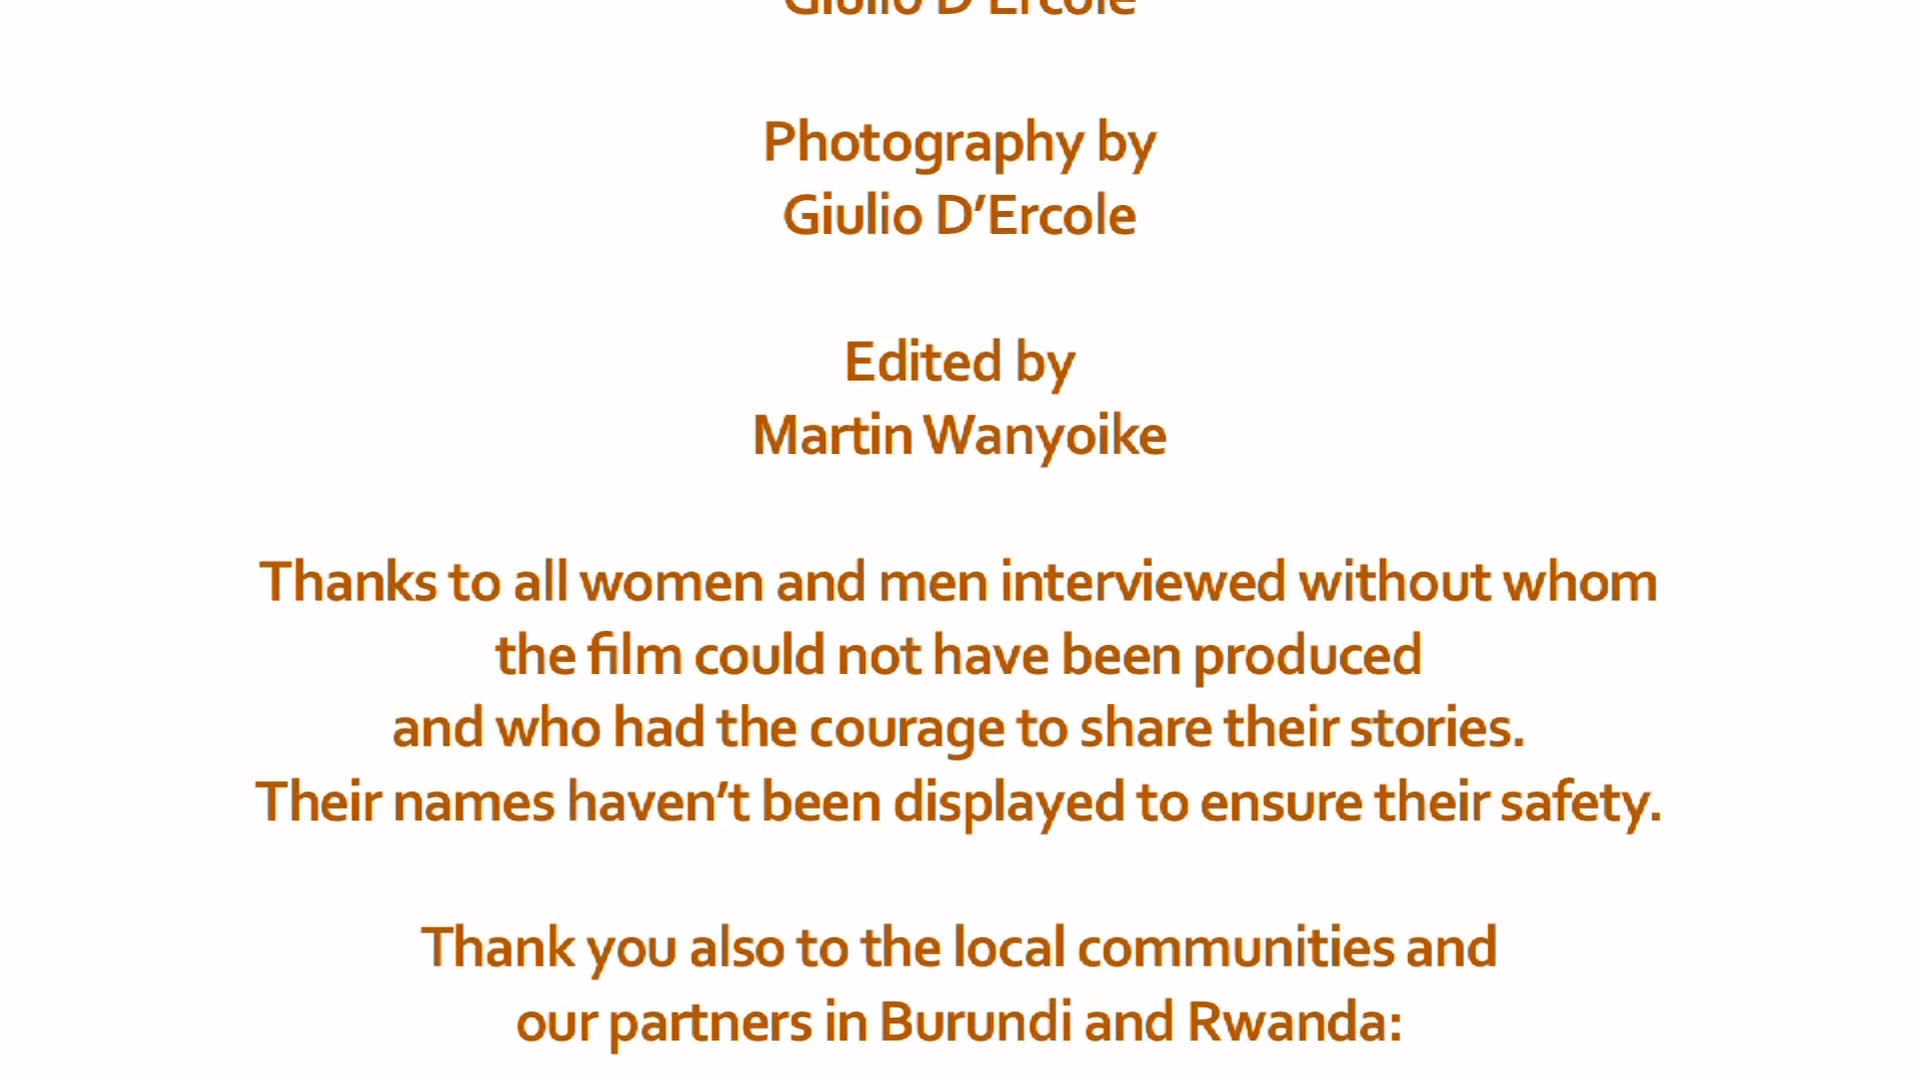 Giulio D'Ercole
Photography by
Giulio D’Ercole
Edited by
Martin Wanyoike
Thanks to all women and men interviewed without whom
the film could not have been produced
and who had the courage to share their stories.
Their names haven’t been displayed to ensure their safety.
Thank you also to the local communities and
our partners in Burundi and Rwanda: